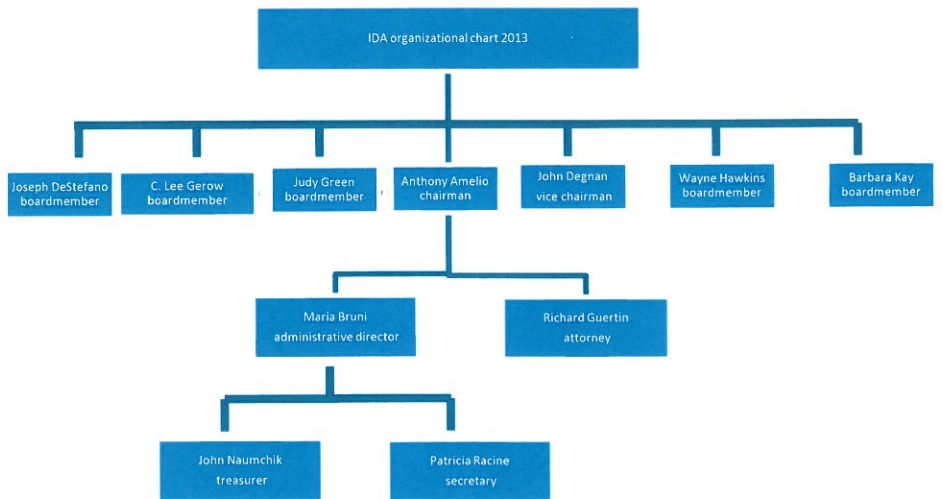 IDA organizational chart 2013
Joseph DeStefano
boardmember
C. Lee Gerow
boardmember
Judy Green
boardmember
Anthony Amelio
chairman
John Degnan
vice chairman
Wayne Hawkins
boardmember
Barbara Kay
boardmember
Maria Bruni
administrative director
Richard Guertin
attorney
John Naumchik
treasurer
Patricia Racine
secretary